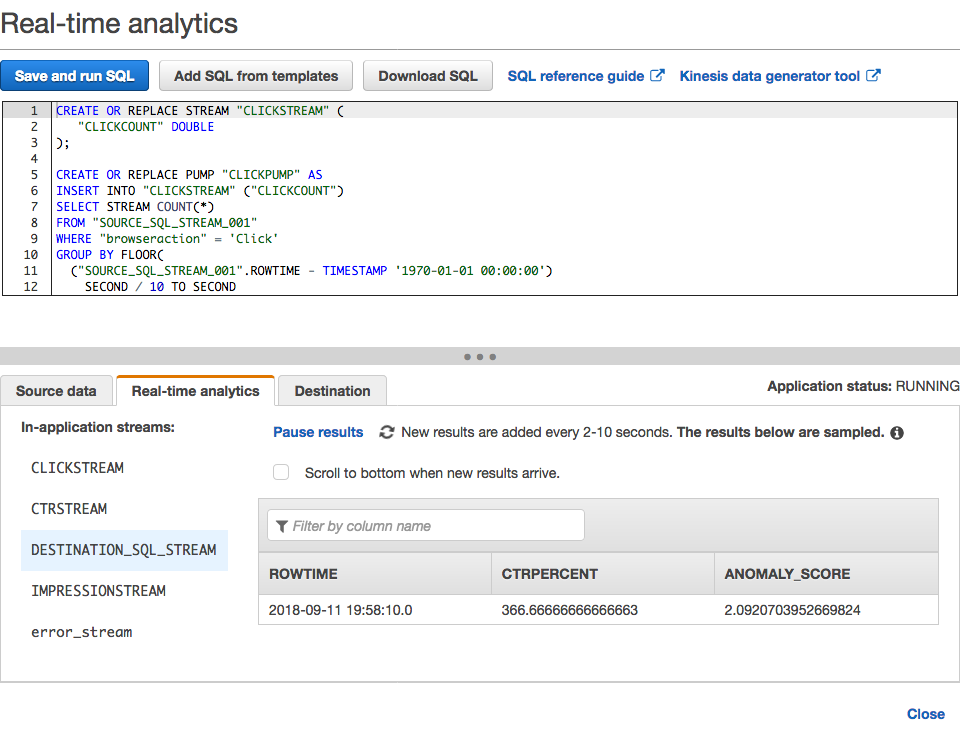 Real-time analytics
Save and run SQL Add SQL from templates Download SQL SQL reference guide Kinesis data generator tool
1 CREATE OR REPLACE STREAM "CLICKSTREAM" (
2 "CLICKCOUNT" DOUBLE
3 );
4
5 CREATE OR REPLACE PUMP "CLICKPUMP" AS
6 INSERT INTO "CLICKSTREAM" ("CLICKCOUNT")
7 SELECT STREAM COUNT(*)
8 FROM "SOURCE_SQL_STREAM_001"
9 WHERE "browseraction" = 'Click'
10 GROUP BY FLOOR(
11 ("SOURCE_SQL_STREAM_001".ROWTIME - TIMESTAMP '1970-01-01 00:00:00')
12 SECOND / 10 TO SECOND
Source data Real-time analytics Destination Application status: RUNNING
In-application streams:
CLICKSTREAM
CTRSTREAM
DESTINATION_SQL_STREAM
IMPRESSIONSTREAM
error_stream
Pause results New results are added every 2-10 seconds. The results below are sampled.
Scroll to bottom when new results arrive.
Filter by column name
ROWTIME CTRPERCENT ANOMALY_SCORE
2018-09-11 19:58:10.0 366.66666666666663 2.0920703952669824
Close